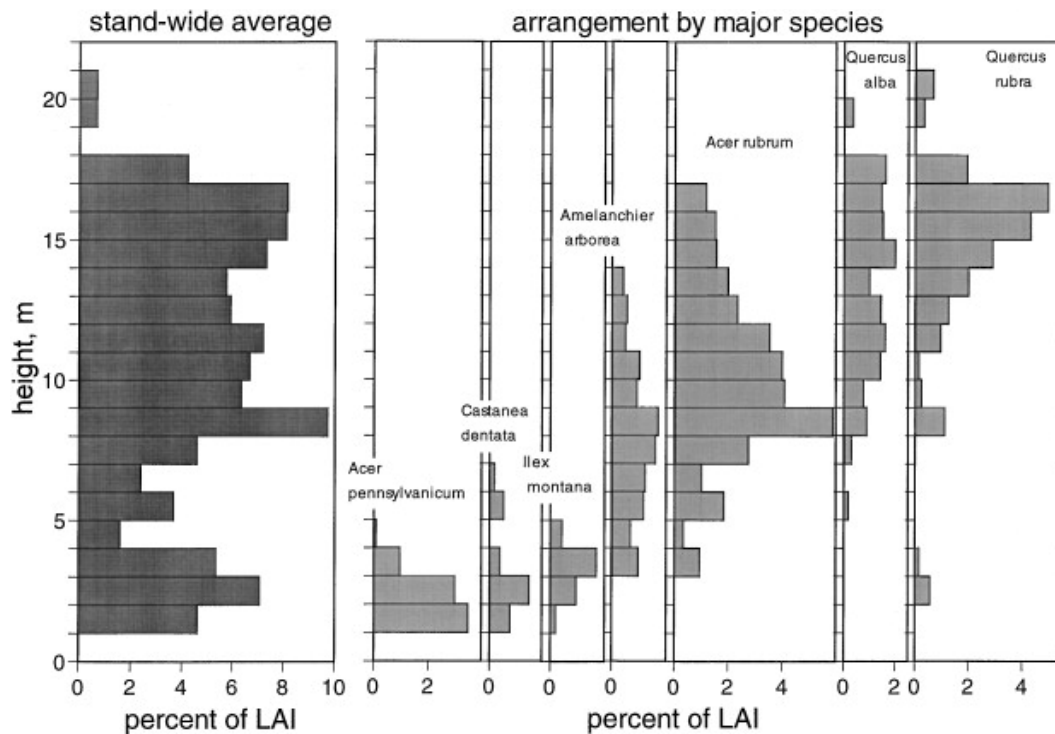 stand-wide average
arrangement by major species
height, m
20
15
10
5
0
0 2 4 6 8 10
percent of LAI
Acer
pennsylvanicum
0 2
Castanea
dentata
0
Ilex
montana
0
Amelanchier
arborea
0
Acer rubrum
0 2 4
Quercus
alba
0 2
Quercus
rubra
0 2 4
percent of LAI